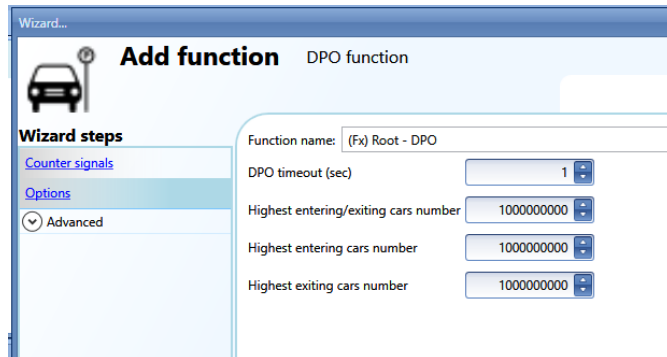 Wizard...
Add function DPO function
Wizard steps
Counter signals
Options
Advanced
Function name: (Fx) Root - DPO
DPO timeout (sec) 1
Highest entering/exiting cars number 1000000000
Highest entering cars number 1000000000
Highest exiting cars number 1000000000